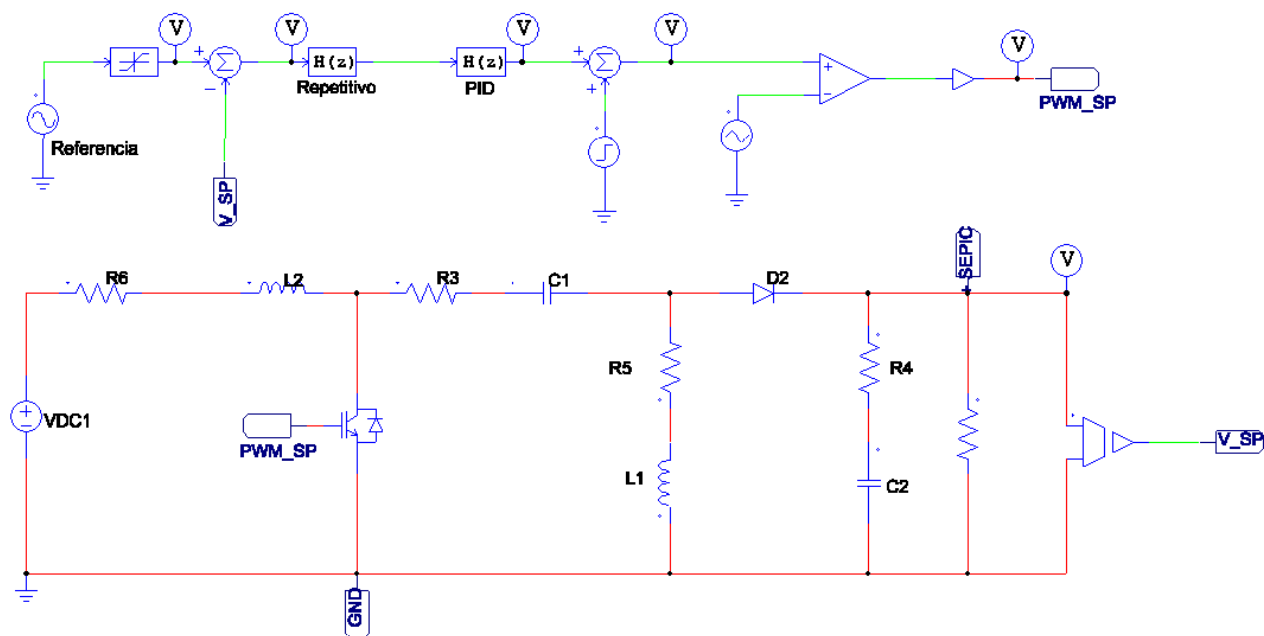 V V V V V
H(z) H(z)
Repetitivo PID
PWM_SP
Referencia
V_SP
SEPIC
V
R6 L2 R3 C1 D2
R5 R4
VDC1
PWM_SP
V_SP
L1 C2
GND